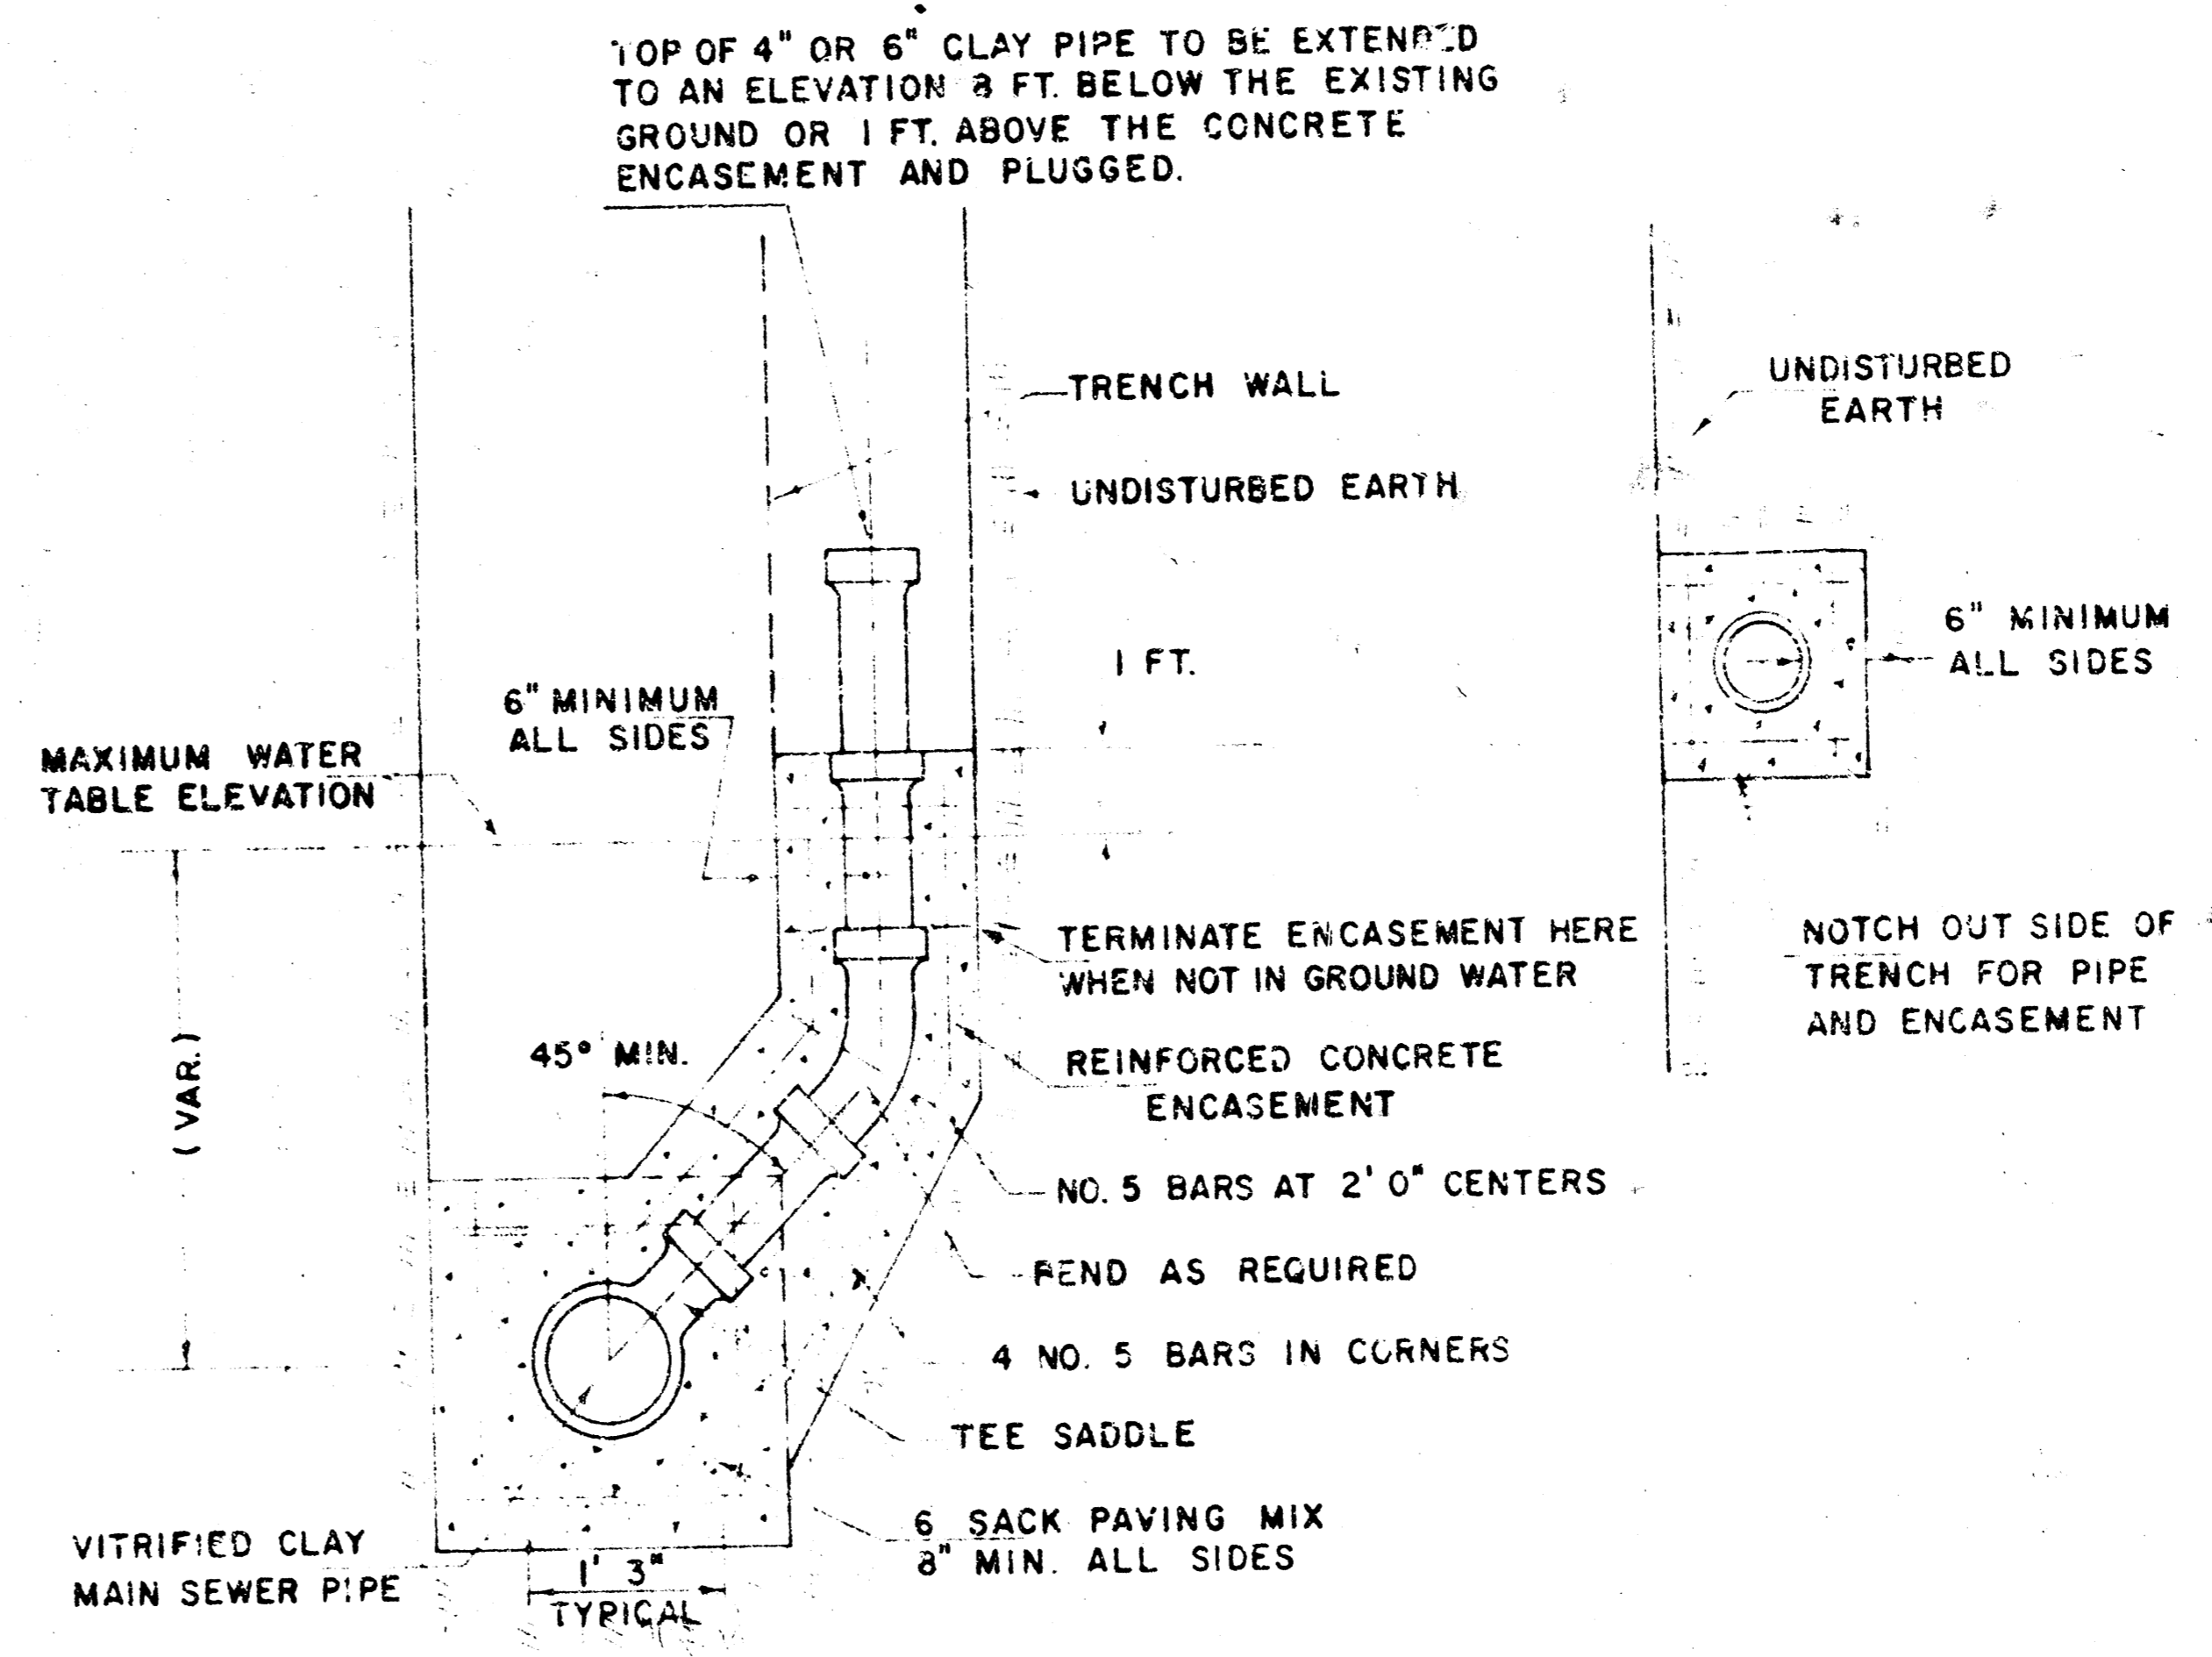 TOP OF 4" OR 6" CLAY PIPE TO BE EXTENDED
TO AN ELEVATION 8 FT. BELOW THE EXISTING
GROUND OR 1 FT. ABOVE THE CONCRETE
ENCASEMENT AND PLUGGED.
TRENCH WALL
UNDISTURBED EARTH
UNDISTURBED
EARTH
1 FT.
6" MINIMUM
ALL SIDES
6" MINIMUM
ALL SIDES
MAXIMUM WATER
TABLE ELEVATION
TERMINATE ENCASEMENT HERE
WHEN NOT IN GROUND WATER
NOTCH OUT SIDE OF
TRENCH FOR PIPE
AND ENCASEMENT
(VAR.)
45° MIN.
REINFORCED CONCRETE
ENCASEMENT
NO. 5 BARS AT 2' 0" CENTERS
BEND AS REQUIRED
4 NO. 5 BARS IN CORNERS
TEE SADDLE
6 SACK PAVING MIX
8" MIN. ALL SIDES
VITRIFIED CLAY
MAIN SEWER PIPE
1' 3"
TYPICAL